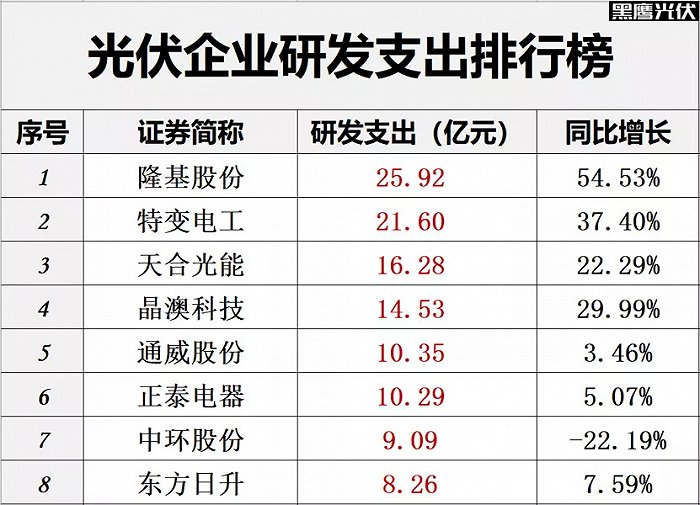 黑鹰光伏
光伏企业研发支出排行榜
序号 证券简称 研发支出（亿元） 同比增长
1 隆基股份 25.92 54.53%
2 特变电工 21.60 37.40%
3 天合光能 16.28 22.29%
4 晶澳科技 14.53 29.99%
5 通威股份 10.35 3.46%
6 正泰电器 10.29 5.07%
7 中环股份 9.09 -22.19%
8 东方日升 8.26 7.59%